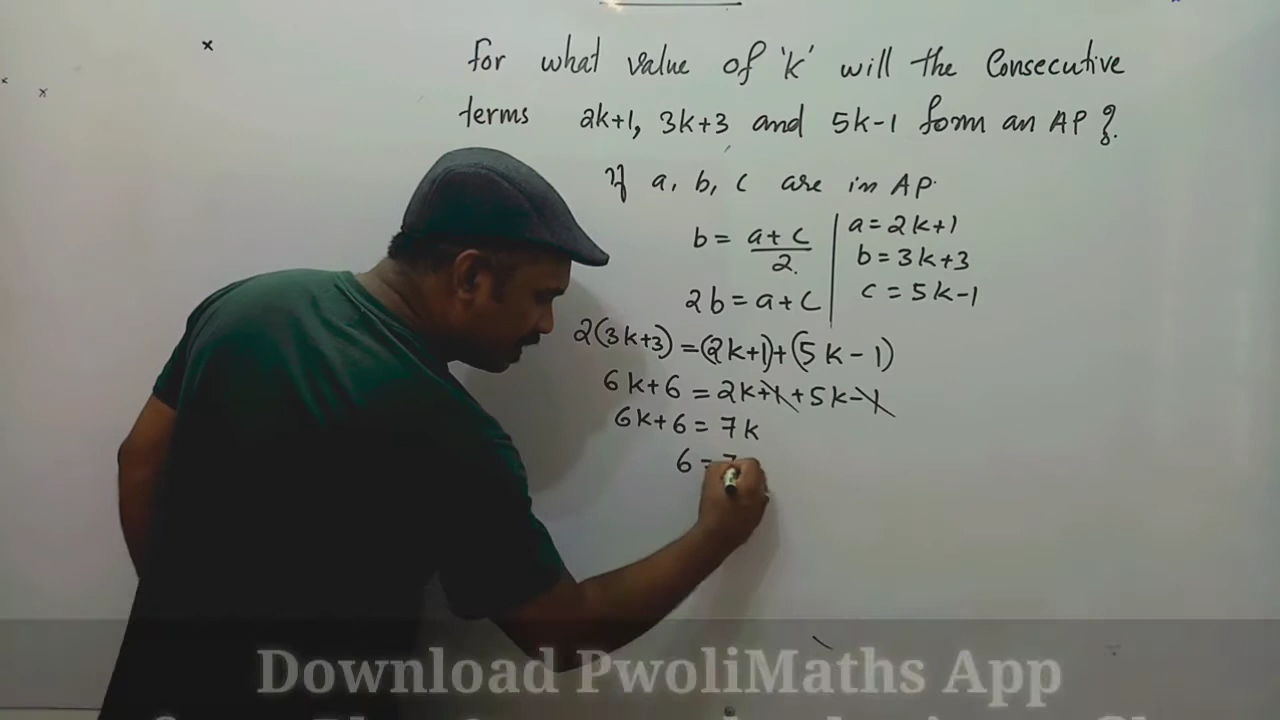 For what value of 'k' will the Consecutive
terms 2k+1, 3k+3 and 5k-1 form an AP ?.
If a, b, c are in AP.
b = a+c / 2.
a = 2k+1
b = 3k+3
c = 5k-1
2b = a+c
2(3k+3) = (2k+1)+(5k-1)
6k+6 = 2k+1+5k-1
6k+6 = 7k
6 = 7
Download PwoliMaths App